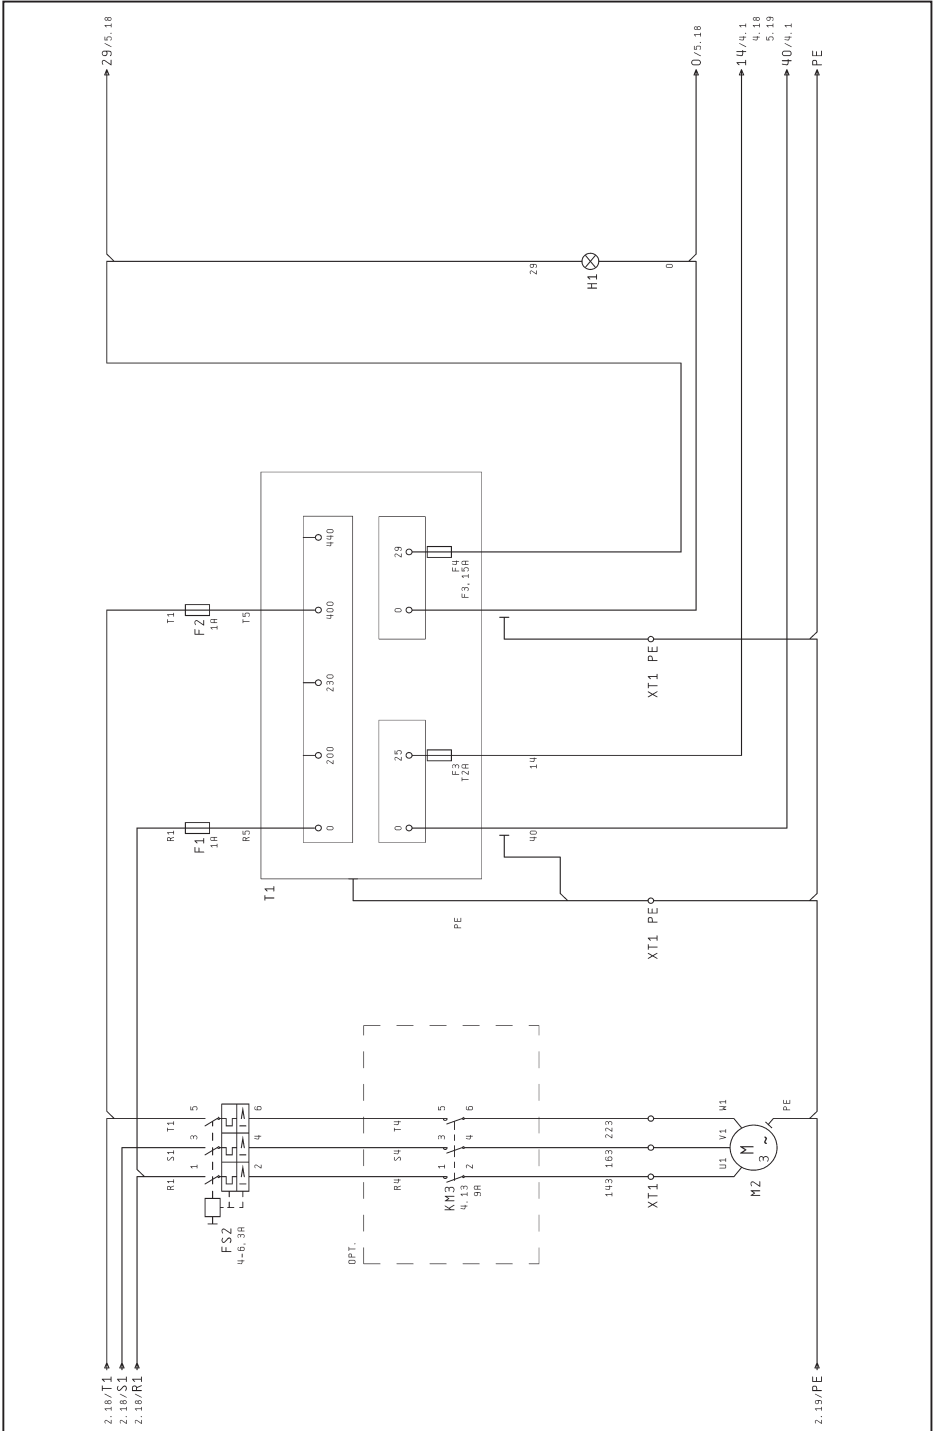 29/5.18
0/5.18
14/4.1
4.18
5.19
40/4.1
PE
29
H1
0
440
29
F4
F3,15A
T1
F2
1A
T5
400
0
XT1 PE
230
200
25
F3
T2A
14
R1
F1
1A
R5
0
0
40
T1
PE
XT1 PE
T1
5
6
T4
5
6
223
W1
PE
S1
3
4
S4
3
4
163
V1
M
3 ~
R1
1
2
R4
1
2
143
XT1
U1
M2
KM3
4.13
9A
FS2
4-6,3A
OPT.
2.18/T1
2.18/S1
2.18/R1
2.19/PE